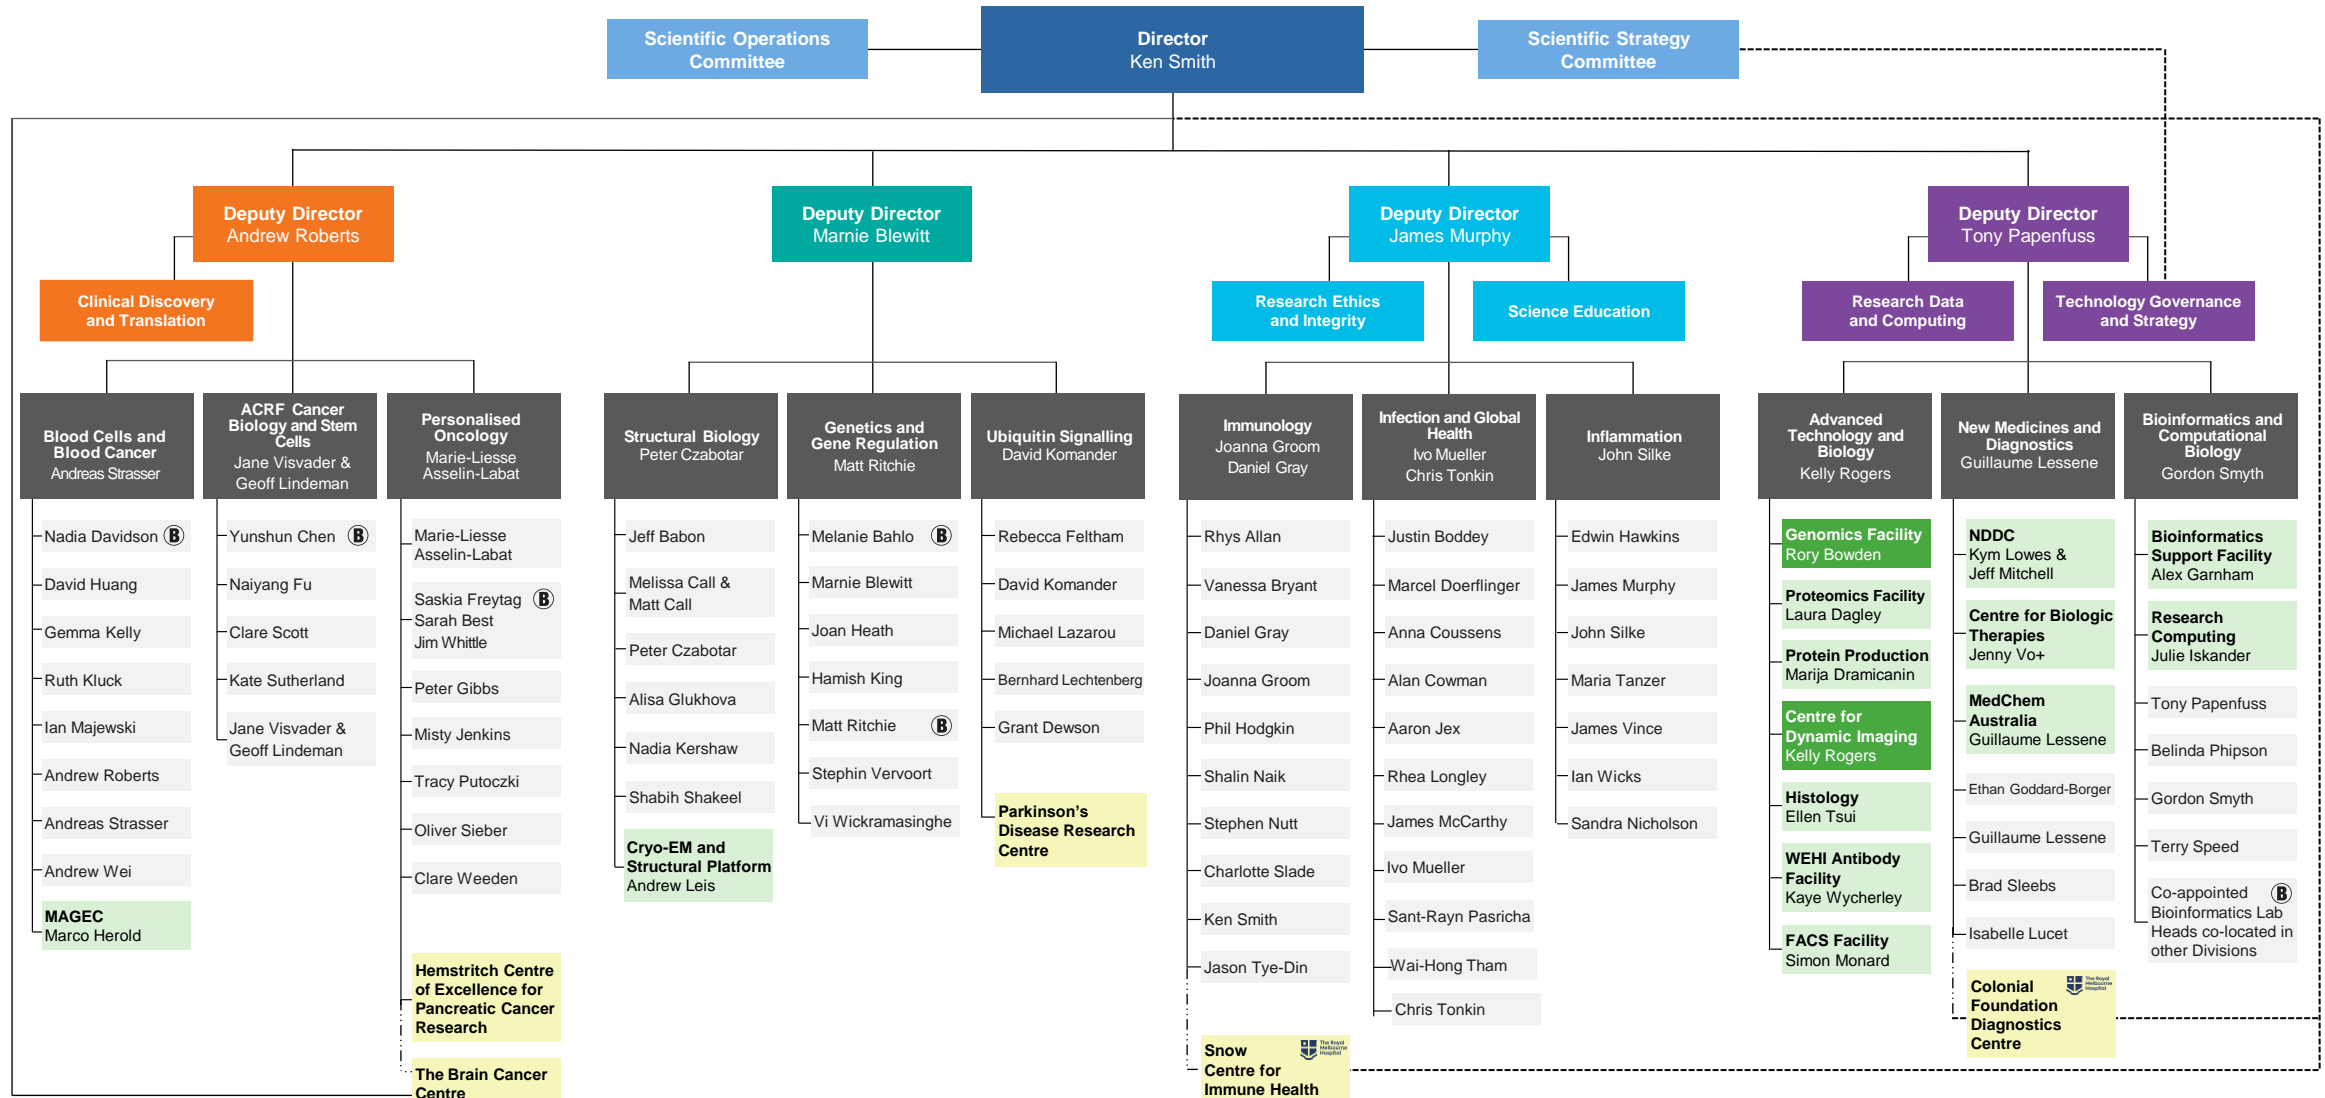 Scientific Operations
Committee
Director
Ken Smith
Scientific Strategy
Committee
Deputy Director
Andrew Roberts
Deputy Director
Marnie Blewitt
Deputy Director
James Murphy
Deputy Director
Tony Papenfuss
Clinical Discovery
and Translation
Research Ethics
and Integrity
Science Education
Research Data
and Computing
Technology Governance
and Strategy
Blood Cells and
Blood Cancer
Andreas Strasser
ACRF Cancer
Biology and Stem
Cells
Jane Visvader &
Geoff Lindeman
Personalised
Oncology
Marie-Liesse
Asselin-Labat
Structural Biology
Peter Czabotar
Genetics and
Gene Regulation
Matt Ritchie
Ubiquitin Signalling
David Komander
Immunology
Joanna Groom
Daniel Gray
Infection and Global
Health
Ivo Mueller
Chris Tonkin
Inflammation
John Silke
Advanced
Technology and
Biology
Kelly Rogers
New Medicines and
Diagnostics
Guillaume Lessene
Bioinformatics and
Computational
Biology
Gordon Smyth
Nadia Davidson B
David Huang
Gemma Kelly
Ruth Kluck
Ian Majewski
Andrew Roberts
Andreas Strasser
Andrew Wei
MAGEC
Marco Herold
Yunshun Chen B
Naiyang Fu
Clare Scott
Kate Sutherland
Jane Visvader &
Geoff Lindeman
Marie-Liesse
Asselin-Labat
Saskia Freytag B
Sarah Best
Jim Whittle
Peter Gibbs
Misty Jenkins
Tracy Putoczki
Oliver Sieber
Clare Weeden
Hemstritch Centre
of Excellence for
Pancreatic Cancer
Research
The Brain Cancer
Centre
Jeff Babon
Melissa Call &
Matt Call
Peter Czabotar
Alisa Glukhova
Nadia Kershaw
Shabih Shakeel
Cryo-EM and
Structural Platform
Andrew Leis
Melanie Bahlo B
Marnie Blewitt
Joan Heath
Hamish King
Matt Ritchie B
Stephin Vervoort
Vi Wickramasinghe
Rebecca Feltham
David Komander
Michael Lazarou
Bernhard Lechtenberg
Grant Dewson
Parkinson’s
Disease Research
Centre
Rhys Allan
Vanessa Bryant
Daniel Gray
Joanna Groom
Phil Hodgkin
Shalin Naik
Stephen Nutt
Charlotte Slade
Ken Smith
Jason Tye-Din
Snow
Centre for
Immune Health
The Royal
Melbourne
Hospital
Justin Boddey
Marcel Doerflinger
Anna Coussens
Alan Cowman
Aaron Jex
Rhea Longley
James McCarthy
Ivo Mueller
Sant-Rayn Pasricha
Wai-Hong Tham
Chris Tonkin
Edwin Hawkins
James Murphy
John Silke
Maria Tanzer
James Vince
Ian Wicks
Sandra Nicholson
Genomics Facility
Rory Bowden
Proteomics Facility
Laura Dagley
Protein Production
Marija Dramicanin
Centre for
Dynamic Imaging
Kelly Rogers
Histology
Ellen Tsui
WEHI Antibody
Facility
Kaye Wycherley
FACS Facility
Simon Monard
NDDC
Kym Lowes &
Jeff Mitchell
Centre for Biologic
Therapies
Jenny Vo+
MedChem
Australia
Guillaume Lessene
Ethan Goddard-Borger
Guillaume Lessene
Brad Sleebs
Isabelle Lucet
Colonial
Foundation
Diagnostics
Centre
The Royal
Melbourne
Hospital
Bioinformatics
Support Facility
Alex Garnham
Research
Computing
Julie Iskander
Tony Papenfuss
Belinda Phipson
Gordon Smyth
Terry Speed
Co-appointed B
Bioinformatics Lab
Heads co-located in
other Divisions